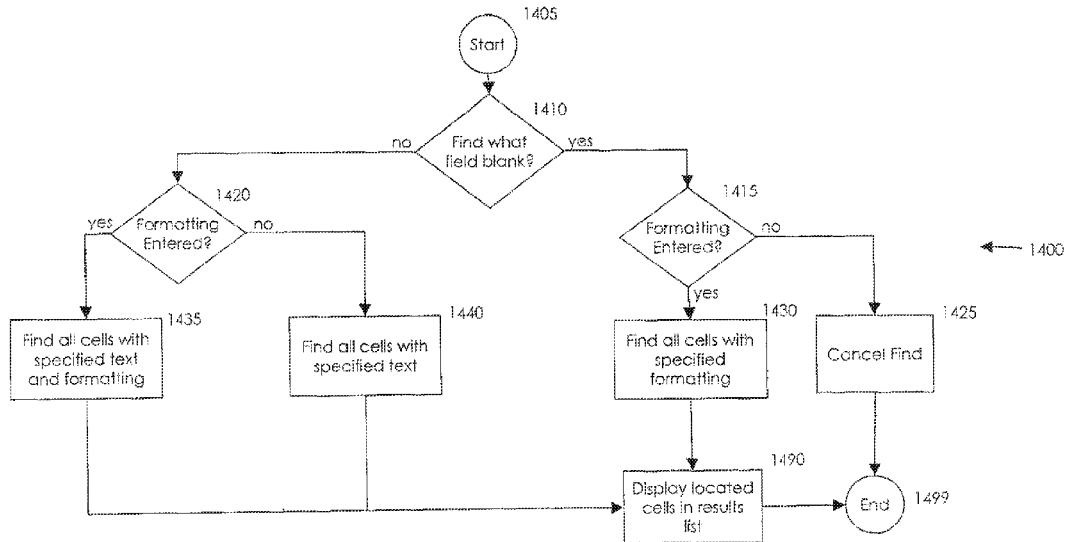 1405
Start
1410
Find what
field blank?
no
yes
1420
Formatting
Entered?
yes
no
1415
Formatting
Entered?
no
yes
1400
1435
Find all cells with
specified text
and formatting
1440
Find all cells with
specified text
1430
Find all cells with
specified
formatting
1425
Cancel Find
1490
Display located
cells in results
list
End
1499